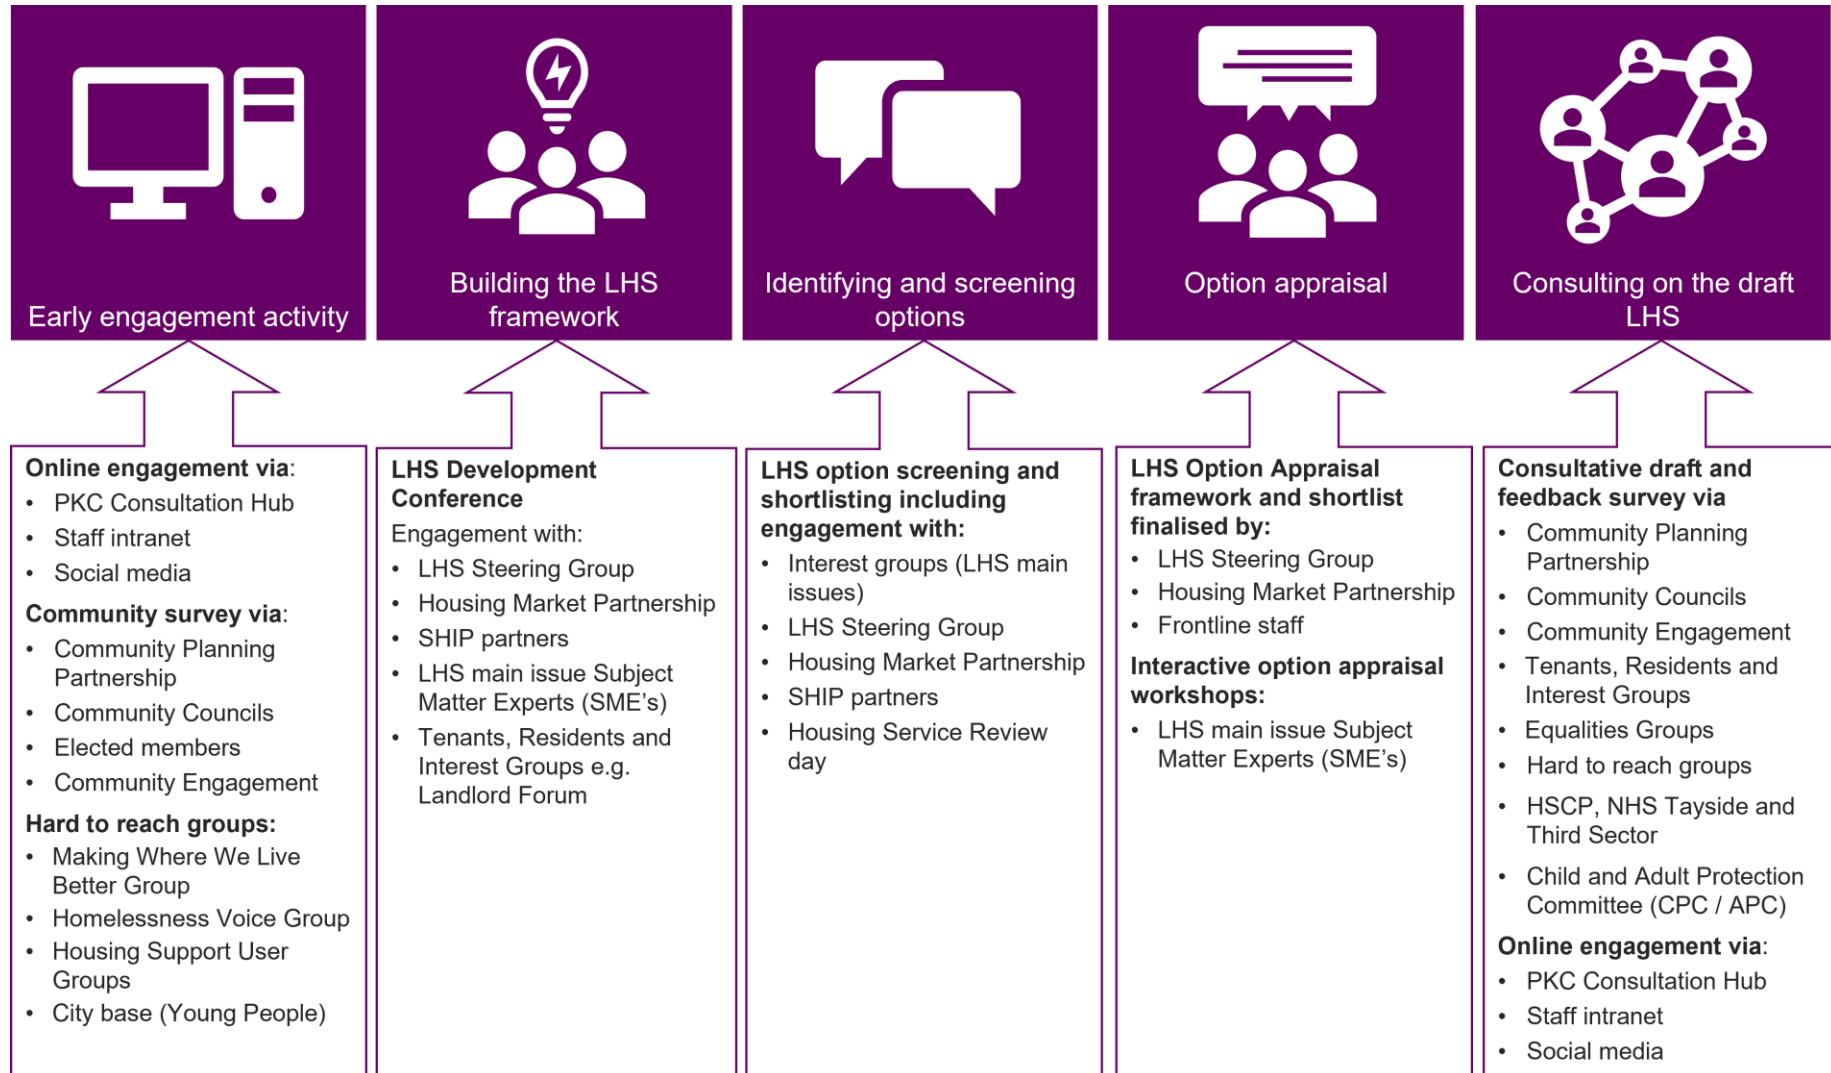 Early engagement activity
Online engagement via:
• PKC Consultation Hub
• Staff intranet
• Social media
Community survey via:
• Community Planning
Partnership
• Community Councils
• Elected members
• Community Engagement
Hard to reach groups:
• Making Where We Live
Better Group
• Homelessness Voice Group
• Housing Support User
Groups
• City base (Young People)
Building the LHS
framework
LHS Development
Conference
Engagement with:
• LHS Steering Group
• Housing Market Partnership
• SHIP partners
• LHS main issue Subject
Matter Experts (SME's)
• Tenants, Residents and
Interest Groups e.g.
Landlord Forum
Identifying and screening
options
LHS option screening and
shortlisting including
engagement with:
• Interest groups (LHS main
issues)
• LHS Steering Group
• Housing Market Partnership
• SHIP partners
• Housing Service Review
day
Option appraisal
LHS Option Appraisal
framework and shortlist
finalised by:
• LHS Steering Group
• Housing Market Partnership
• Frontline staff
Interactive option appraisal
workshops:
• LHS main issue Subject
Matter Experts (SME's)
Consulting on the draft
LHS
Consultative draft and
feedback survey via
• Community Planning
Partnership
• Community Councils
• Community Engagement
• Tenants, Residents and
Interest Groups
• Equalities Groups
• Hard to reach groups
• HSCP, NHS Tayside and
Third Sector
• Child and Adult Protection
Committee (CPC / APC)
Online engagement via:
• PKC Consultation Hub
• Staff intranet
• Social media